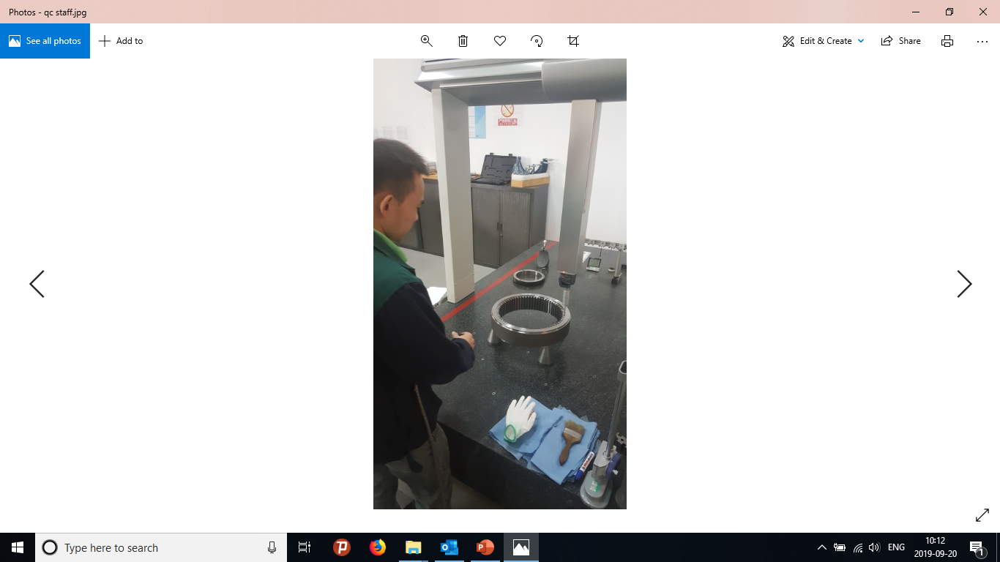 Photos - qc staff.jpg
See all photos
Add to
Edit & Create
Share
Type here to search
ENG
10:12
2019-09-20
1